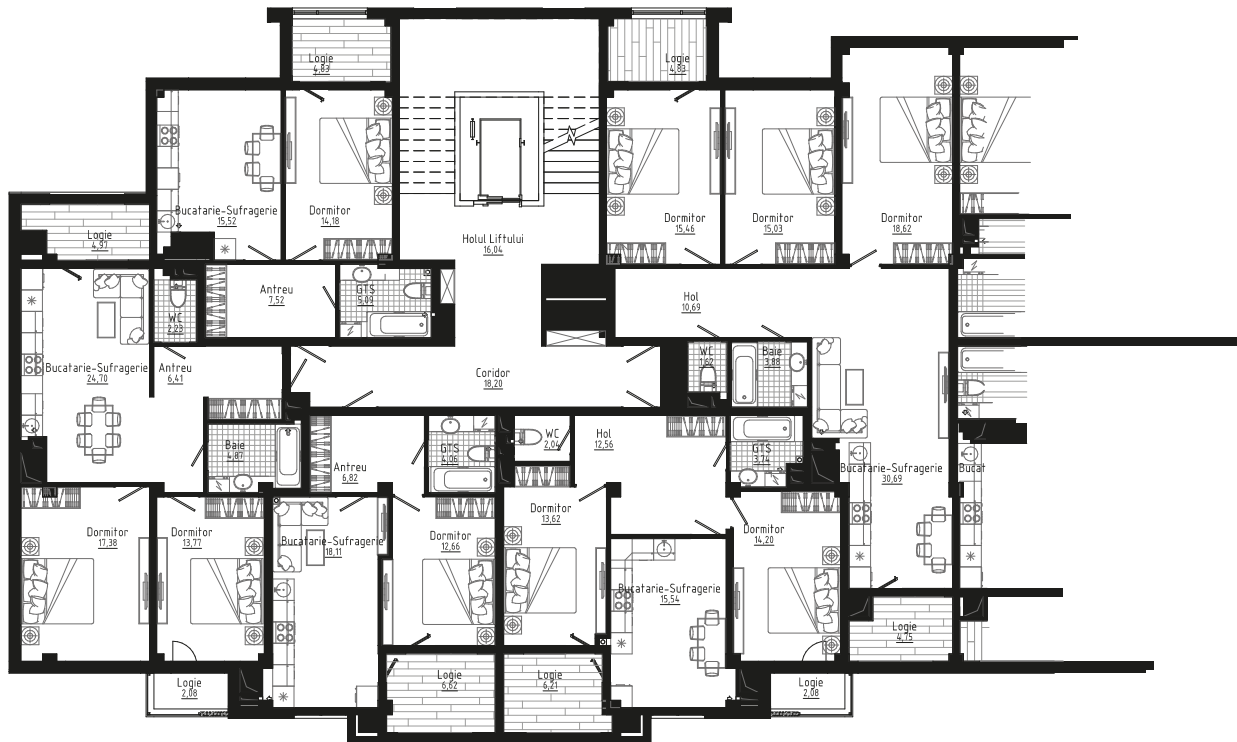 Logie
4,83
Logie
4,83
Bucatarie-Sufragerie
15,52
Dormitor
14,18
Dormitor
15,46
Dormitor
15,03
Dormitor
18,62
Logie
4,97
Holul Liftului
16,04
Antreu
7,52
GTS
5,09
Hol
10,69
WC
2,23
WC
1,62
Baie
3,88
Bucatarie-Sufragerie
24,70
Antreu
6,41
Coridor
18,20
Baie
4,87
Antreu
6,82
GTS
4,06
WC
2,04
Hol
12,56
GTS
3,74
Bucatarie-Sufragerie
30,69
Bucat
Dormitor
17,38
Dormitor
13,77
Bucatarie-Sufragerie
18,11
Dormitor
12,66
Dormitor
13,62
Dormitor
14,20
Bucatarie-Sufragerie
15,54
Logie
4,75
Logie
2,08
Logie
6,62
Logie
6,21
Logie
2,08